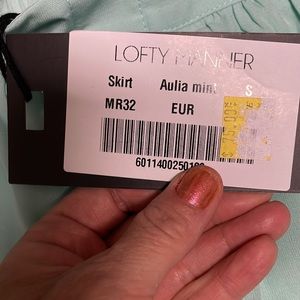 LOFTY MANNER
Skirt Aulia mint S
MR32 EUR